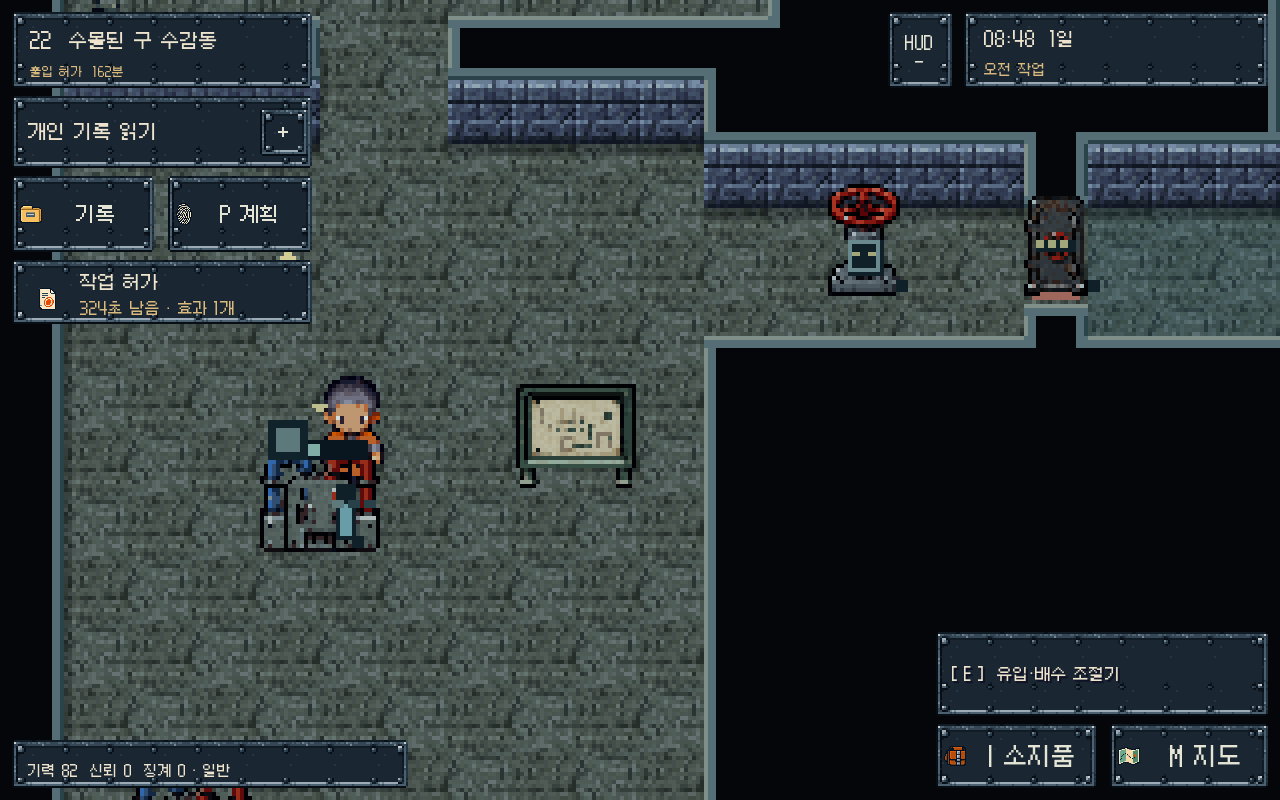 22 수몰된 구 수감동
출입 허가 162분
개인 기록 읽기
+
기록
P 계획
작업 허가
324초 남음 · 효과 1개
HUD
-
08:48 1일
오전 작업
[E] 유입·배수 조절기
I 소지품
M 지도
기력 82 신뢰 0 징계 0 · 일반